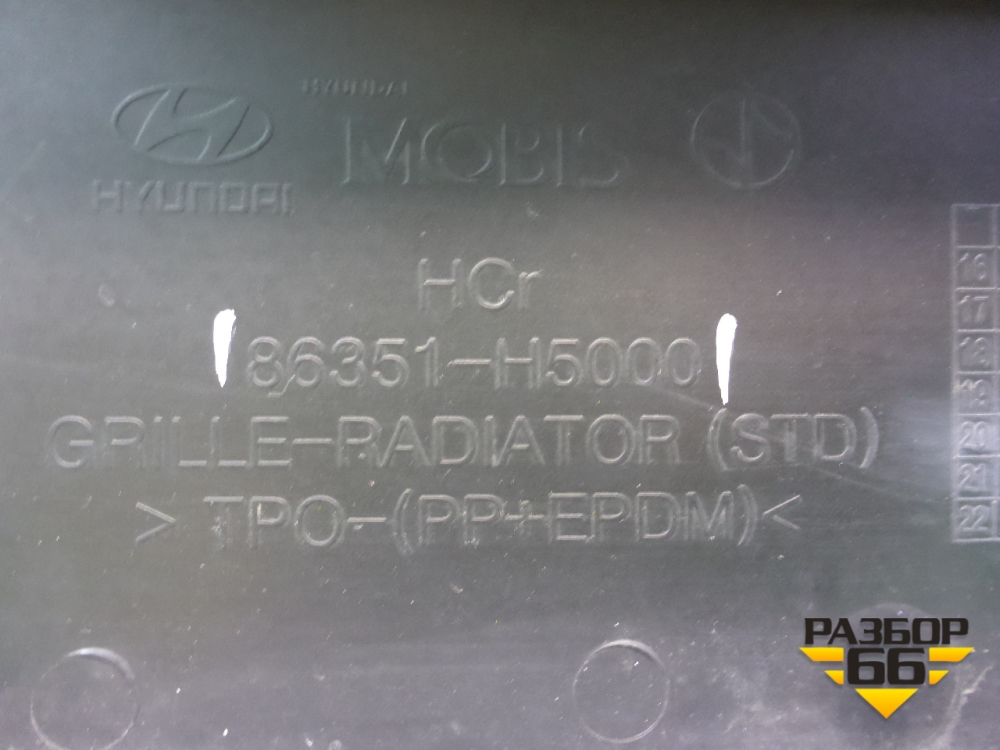 HYUNDAI
HYUNDAI
MOBIS
HCr
86351-H5000
GRILLE-RADIATOR (STD)
> TPO-(PP+EPDM)<
16
17
18
19
20
21
22
РАЗБОР
66